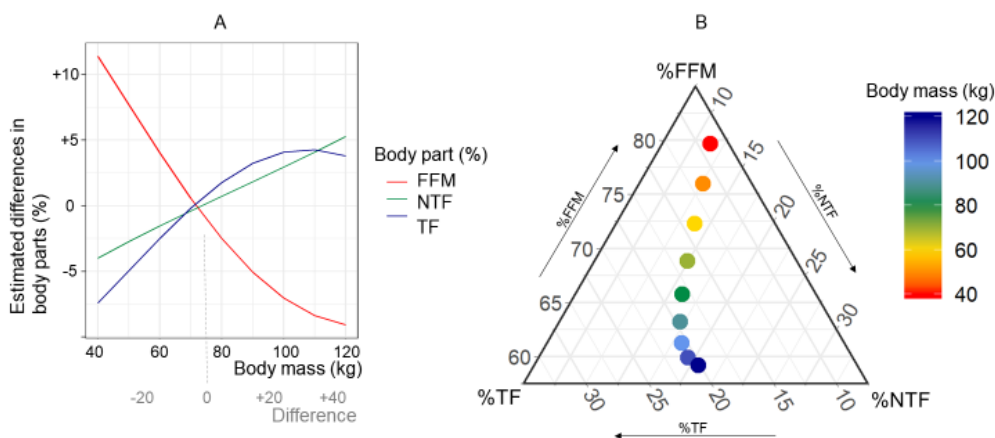 A
Estimated differences in
body parts (%)
+10
+5
0
-5
40
60
80
100
120
Body mass (kg)
-20
0
+20
+40
Difference
Body part (%)
FFM
NTF
TF
B
%FFM
80
75
70
65
60
%FFM
10
15
20
25
30
%NTF
%TF
30
25
20
15
10
%NTF
%TF
Body mass (kg)
120
100
80
60
40